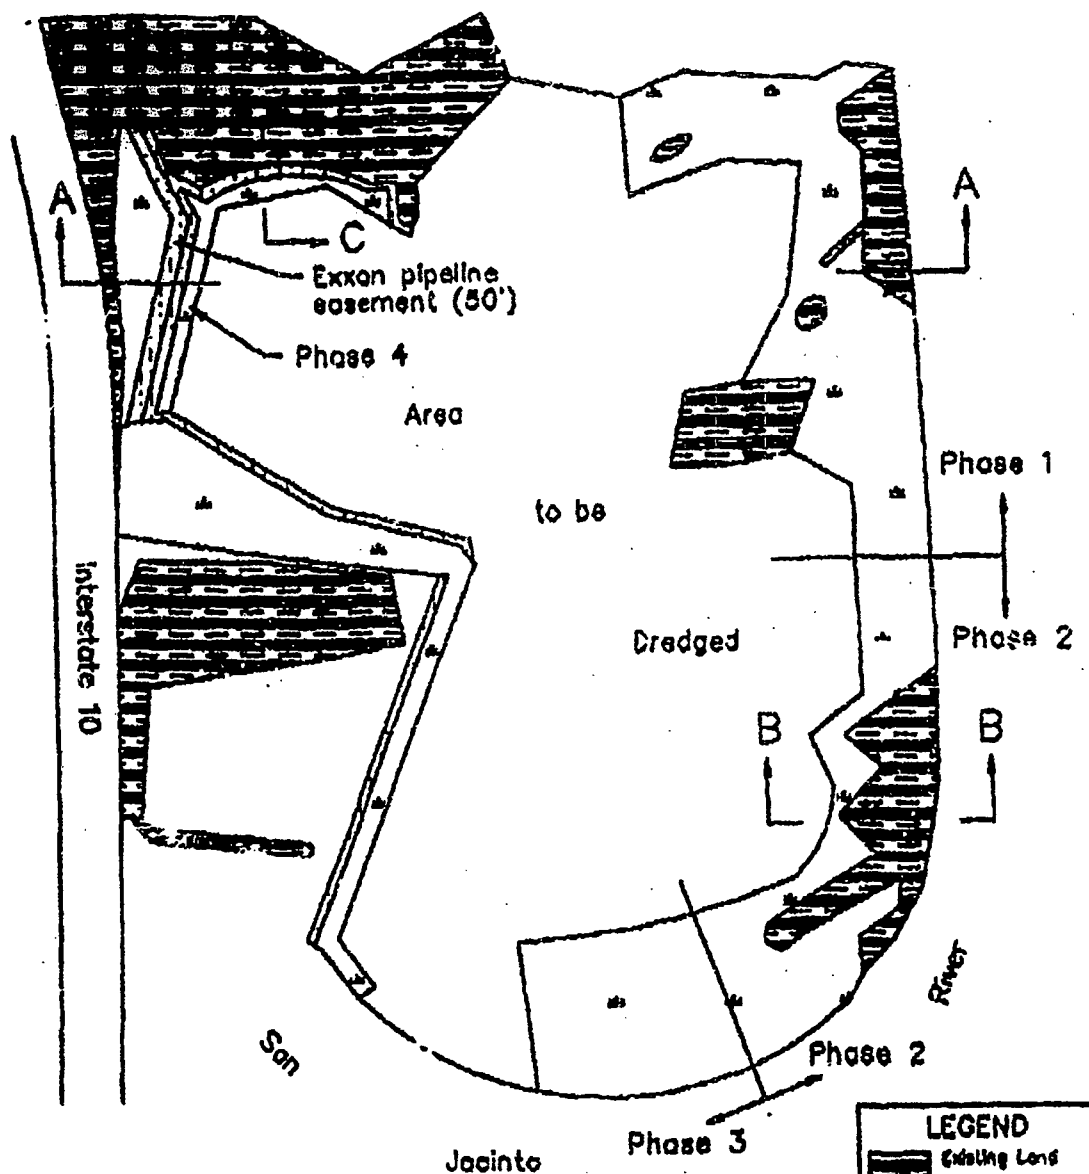 A
A
C
Exxon pipeline
easement (50')
Phase 4
Area
Phase 1
to be
Interstate 10
Dredged
Phase 2
B
B
River
San
Phase 2
Phase 3
Jacinto
LEGEND
Existing Land